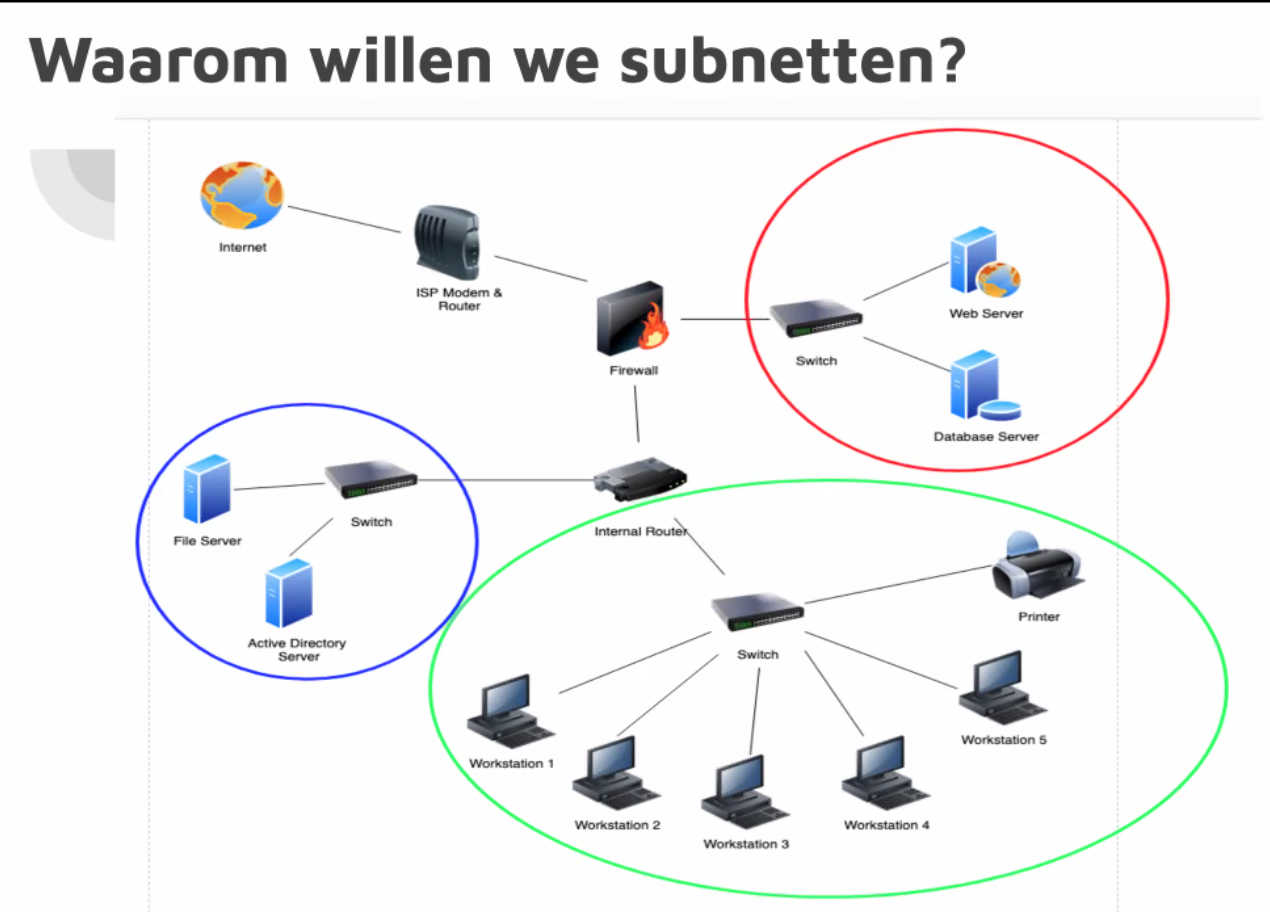 Waarom willen we subnetten?
Internet
ISP Modem &
Router
Firewall
Switch
Web Server
Database Server
File Server
Switch
Active Directory
Server
Internal Router
Switch
Printer
Workstation 1
Workstation 2
Workstation 3
Workstation 4
Workstation 5